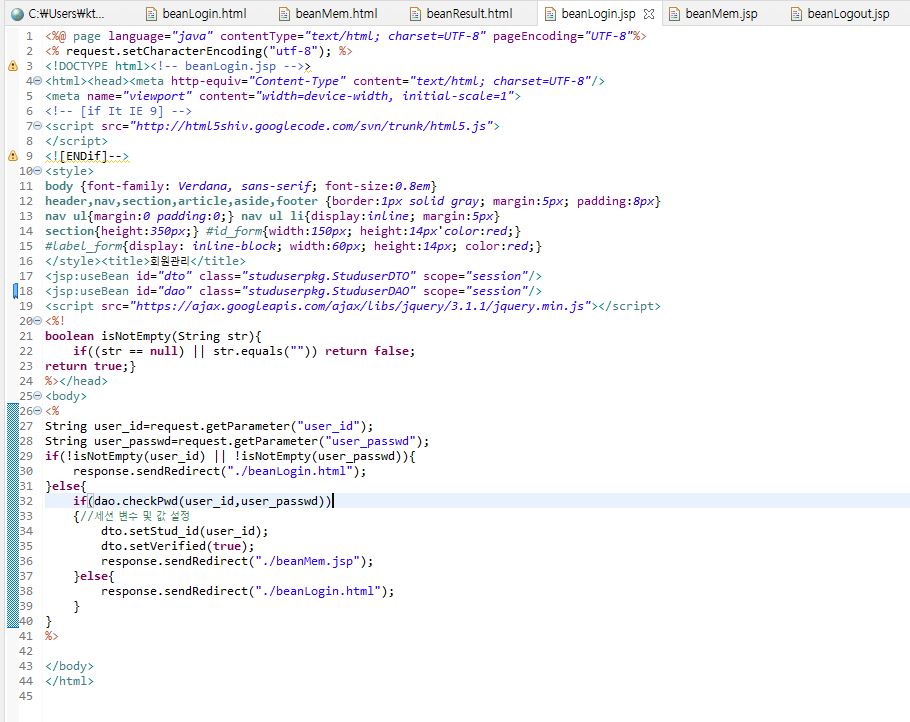 C:₩Users₩kt... beanLogin.html beanMem.html beanResult.html beanLogin.jsp beanMem.jsp beanLogout.jsp
1 <%@ page language="java" contentType="text/html; charset=UTF-8" pageEncoding="UTF-8"%>
2 <% request.setCharacterEncoding("utf-8"); %>
3 <!DOCTYPE html><!-- beanLogin.jsp -->>
4 <html><head><meta http-equiv="Content-Type" content="text/html; charset=UTF-8"/>
5 <meta name="viewport" content="width=device-width, initial-scale=1">
6 <!-- [if It IE 9] -->
7 <script src="http://html5shiv.googlecode.com/svn/trunk/html5.js">
8 </script>
9 <![ENDif]-->
10 <style>
11 body {font-family: Verdana, sans-serif; font-size:0.8em}
12 header,nav,section,article,aside,footer {border:1px solid gray; margin:5px; padding:8px}
13 nav ul{margin:0 padding:0;} nav ul li{display:inline; margin:5px}
14 section{height:350px;} #id_form{width:150px; height:14px'color:red;}
15 #label_form{display: inline-block; width:60px; height:14px; color:red;}
16 </style><title>회원관리</title>
17 <jsp:useBean id="dto" class="studuserpkg.StuduserDTO" scope="session"/>
18 <jsp:useBean id="dao" class="studuserpkg.StuduserDAO" scope="session"/>
19 <script src="https://ajax.googleapis.com/ajax/libs/jquery/3.1.1/jquery.min.js"></script>
20 <%!
21 boolean isNotEmpty(String str){
22 if((str == null) || str.equals("")) return false;
23 return true;}
24 %></head>
25 <body>
26 <%
27 String user_id=request.getParameter("user_id");
28 String user_passwd=request.getParameter("user_passwd");
29 if(!isNotEmpty(user_id) || !isNotEmpty(user_passwd)){
30 response.sendRedirect("./beanLogin.html");
31 }else{
32 if(dao.checkPwd(user_id,user_passwd))
33 {//세션 변수 및 값 설정
34 dto.setStud_id(user_id);
35 dto.setVerified(true);
36 response.sendRedirect("./beanMem.jsp");
37 }else{
38 response.sendRedirect("./beanLogin.html");
39 }
40 }
41 %>
42
43 </body>
44 </html>
45